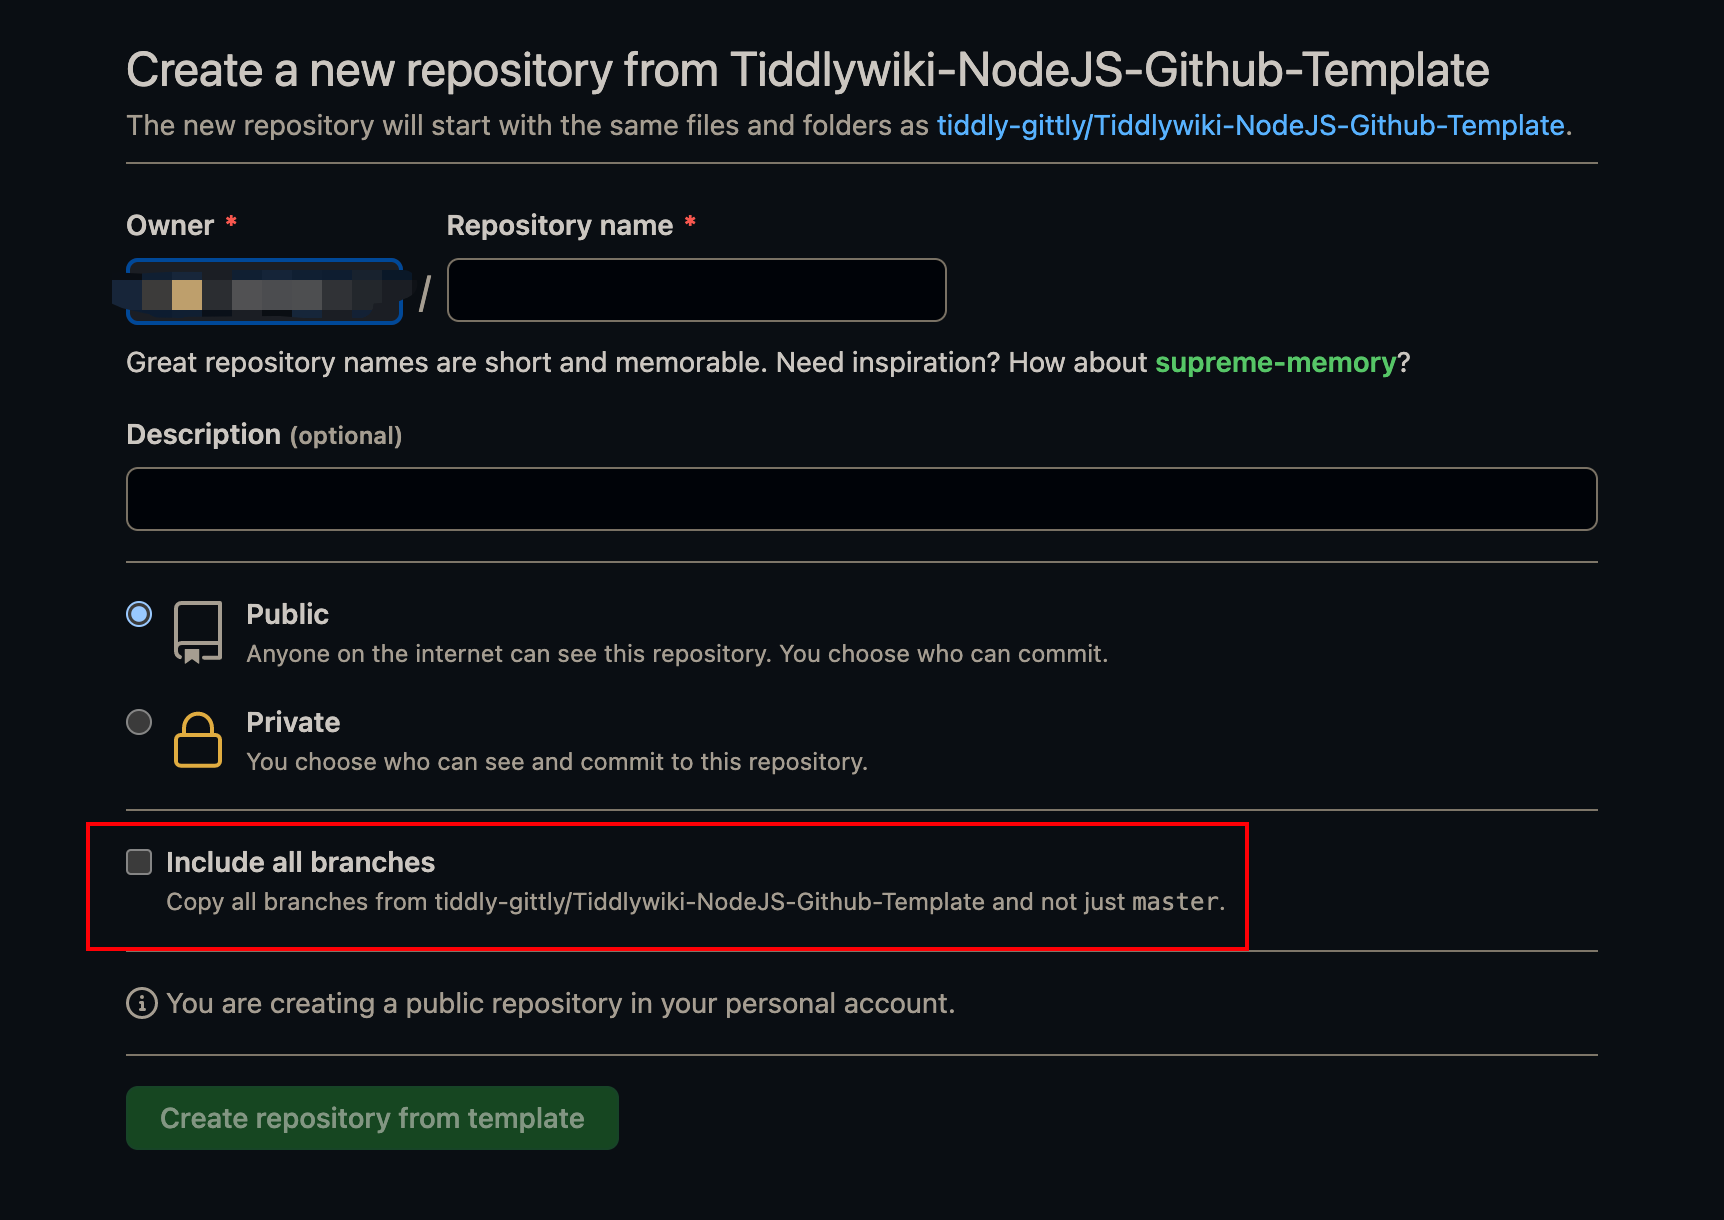 Create a new repository from Tiddlywiki-NodeJS-Github-Template
The new repository will start with the same files and folders as tiddly-gittly/Tiddlywiki-NodeJS-Github-Template.
Owner * Repository name *
/
Great repository names are short and memorable. Need inspiration? How about supreme-memory?
Description (optional)
Public
Anyone on the internet can see this repository. You choose who can commit.
Private
You choose who can see and commit to this repository.
Include all branches
Copy all branches from tiddly-gittly/Tiddlywiki-NodeJS-Github-Template and not just master.
You are creating a public repository in your personal account.
Create repository from template